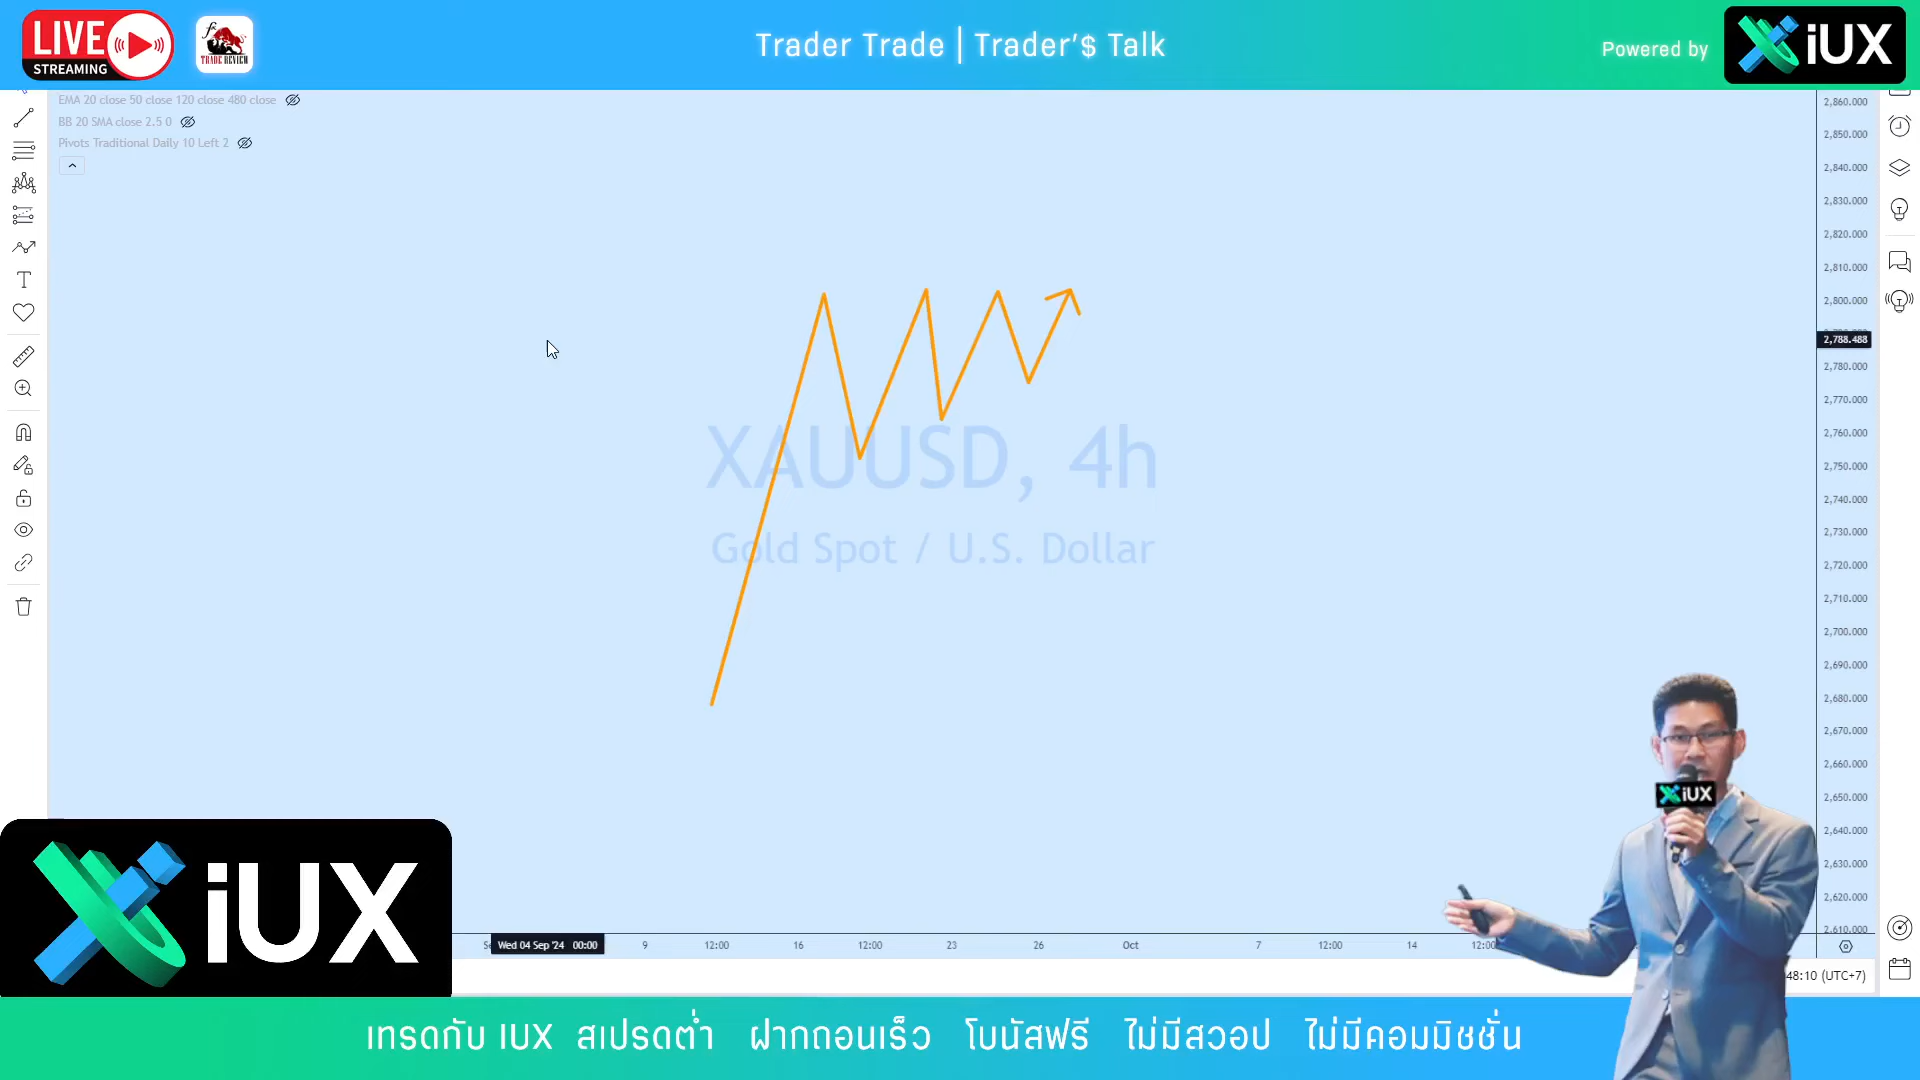 LIVE
STREAMING
fx
TRADE REVIEW
Trader Trade | Trader'$ Talk
Powered by
iUX
EMA 20 close 50 close 120 close 480 close
BB 20 SMA close 2.5 0
Pivots Traditional Daily 10 Left 2
2,860.000
2,850.000
2,840.000
2,830.000
2,820.000
2,810.000
2,800.000
2,788.488
2,780.000
2,770.000
2,760.000
2,750.000
2,740.000
2,730.000
2,720.000
2,710.000
2,700.000
2,690.000
2,680.000
2,670.000
2,660.000
2,650.000
2,640.000
2,630.000
2,620.000
2,610.000
XAUUSD, 4h
Gold Spot / U.S. Dollar
iUX
iUX
Wed 04 Sep '24 00:00 9 12:00 16 12:00 23 26 Oct 7 12:00 14 12:00
48:10 (UTC+7)
เทรดกับ IUX สเปรดต่ำ ฝากถอนเร็ว โบนัสฟรี ไม่มีสวอป ไม่มีคอมมิชชั่น